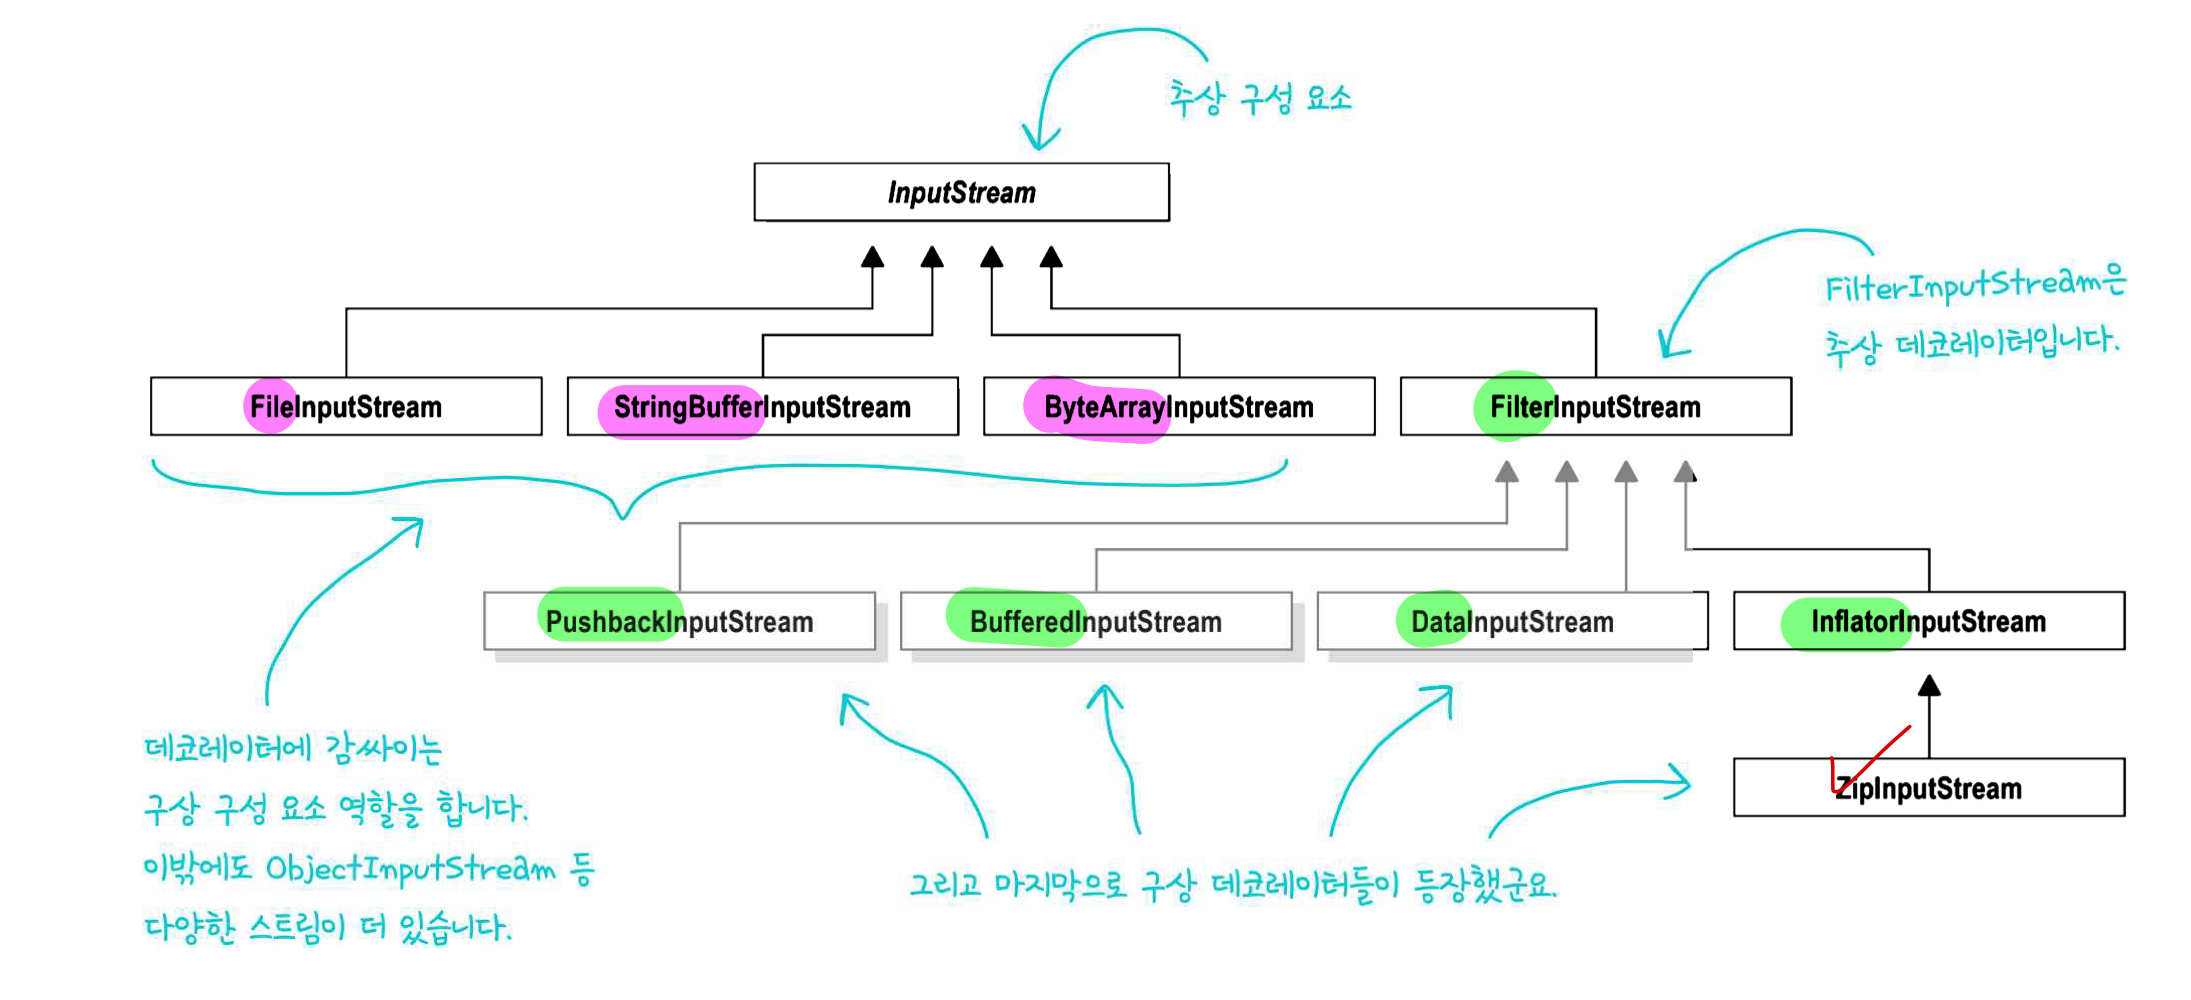 추상 구성 요소
InputStream
FilterInputStream은
추상 데코레이터입니다.
FileInputStream
StringBufferInputStream
ByteArrayInputStream
FilterInputStream
PushbackInputStream
BufferedInputStream
DataInputStream
InflatorInputStream
ZipInputStream
데코레이터에 감싸이는
구상 구성 요소 역할을 합니다.
이밖에도 ObjectInputStream 등
다양한 스트림이 더 있습니다.
그리고 마지막으로 구상 데코레이터들이 등장했군요.